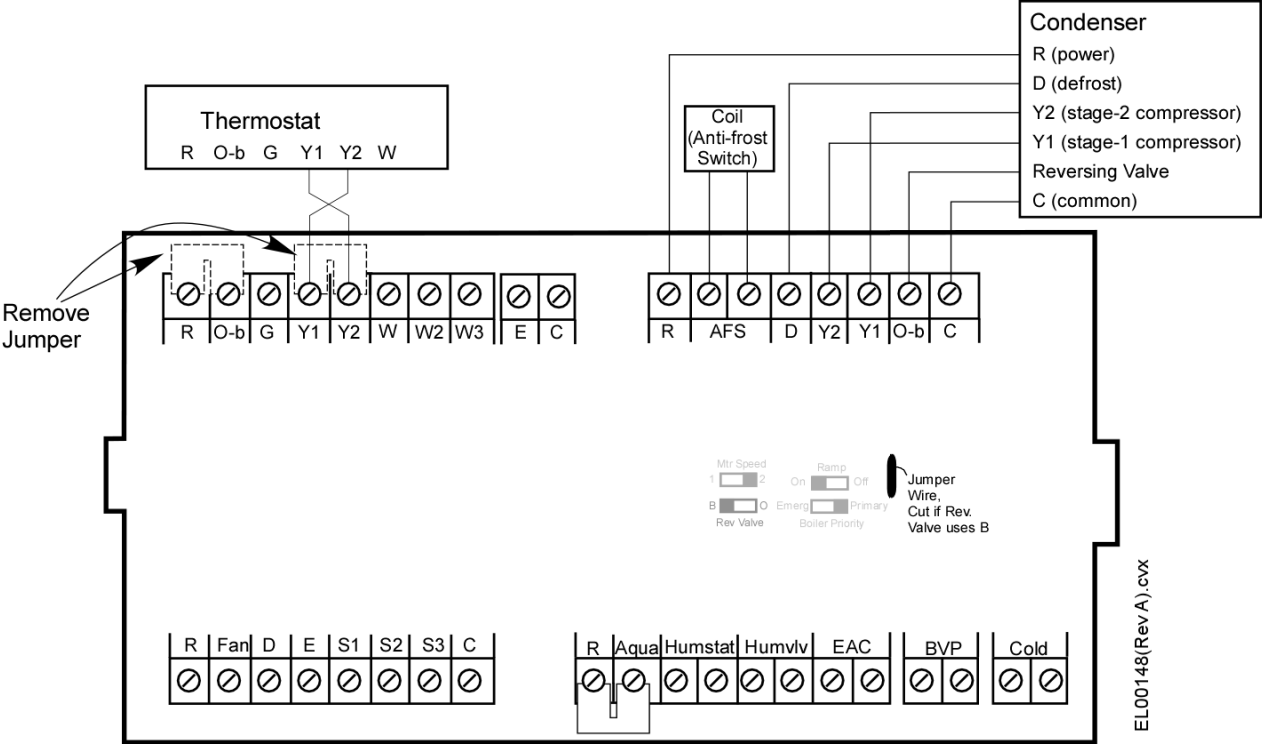 Condenser
R (power)
D (defrost)
Y2 (stage-2 compressor)
Y1 (stage-1 compressor)
Reversing Valve
C (common)
Thermostat
R O-b G Y1 Y2 W
Coil
(Anti-frost
Switch)
Remove
Jumper
R O-b G Y1 Y2 W W2 W3 E C
R AFS D Y2 Y1 O-b C
Mtr Speed
1 2
B O
Rev Valve
Ramp
On Off
Emerg Primary
Boiler Priority
Jumper
Wire,
Cut if Rev.
Valve uses B
R Fan D E S1 S2 S3 C
R Aqua Humstat Humvlv EAC BVP Cold
EL00148(Rev A).cvx